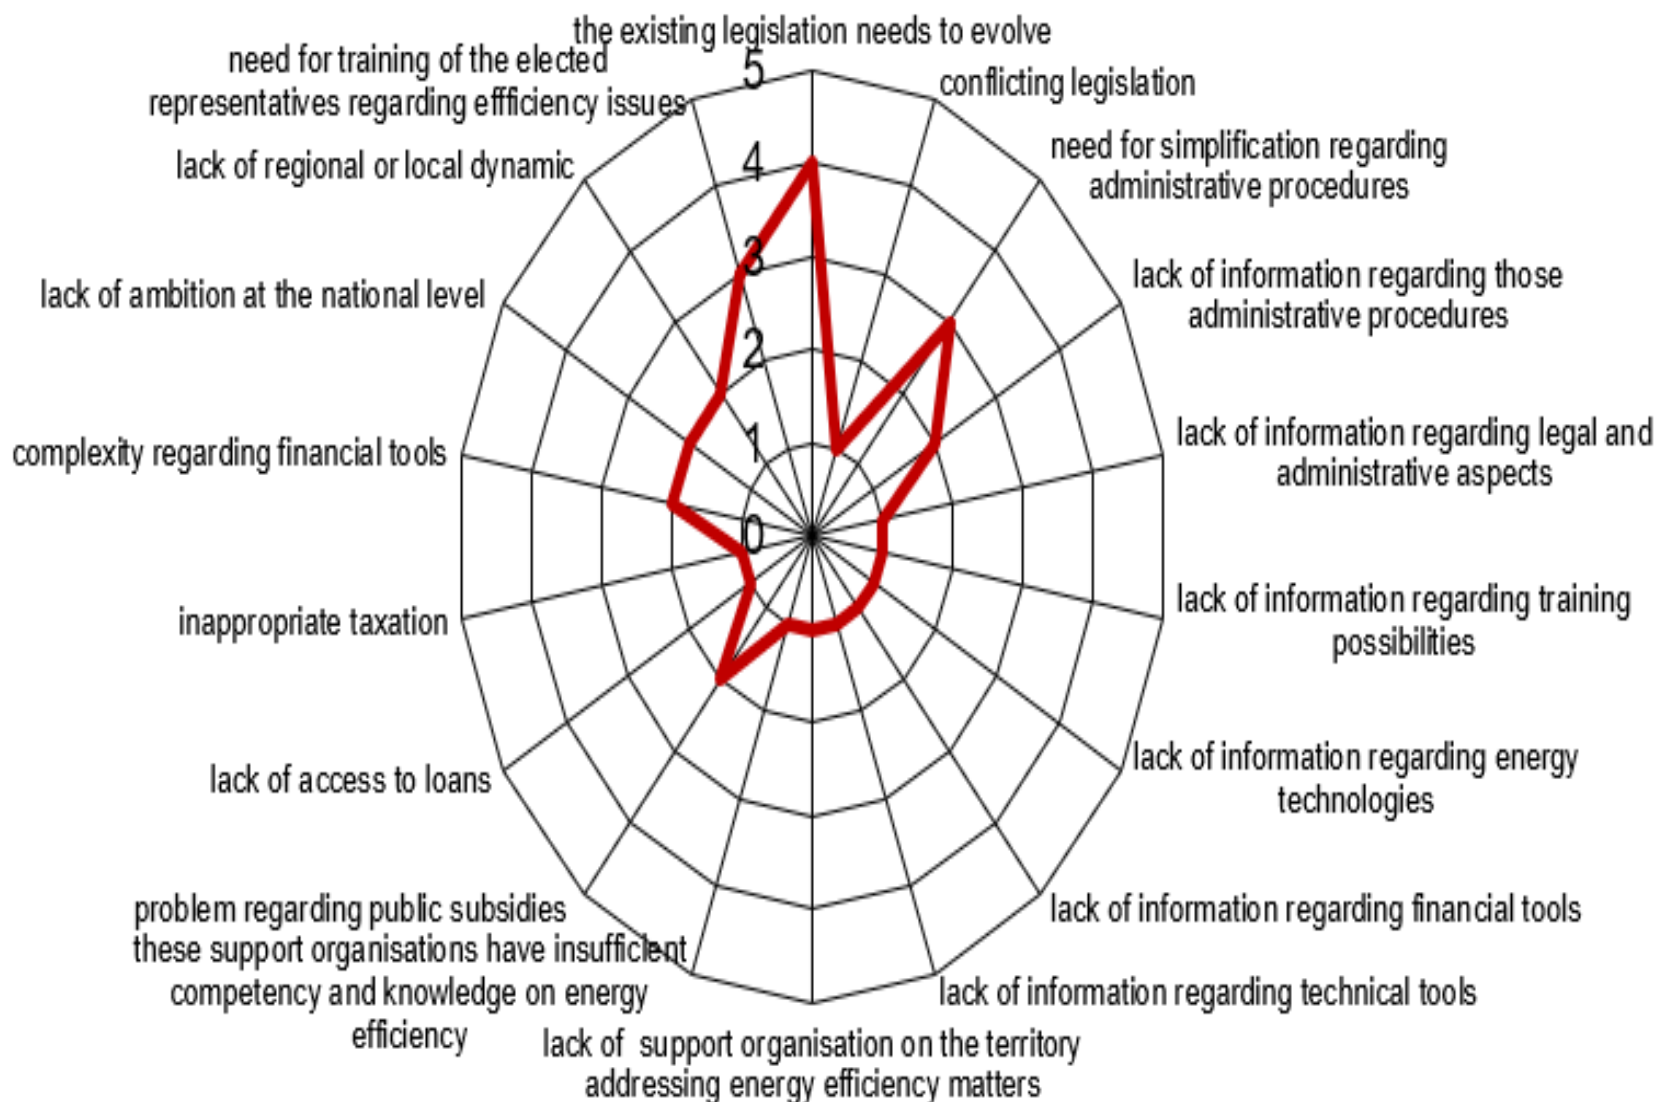 the existing legislation needs to evolve
conflicting legislation
need for simplification regarding
administrative procedures
lack of information regarding those
administrative procedures
lack of information regarding legal and
administrative aspects
lack of information regarding training
possibilities
lack of information regarding energy
technologies
lack of information regarding financial tools
lack of information regarding technical tools
lack of  support organisation on the territory
addressing energy efficiency matters
these support organisations have insufficient
competency and knowledge on energy
efficiency
problem regarding public subsidies
lack of access to loans
inappropriate taxation
complexity regarding financial tools
lack of ambition at the national level
lack of regional or local dynamic
need for training of the elected
representatives regarding effficiency issues
5
4
3
2
1
0